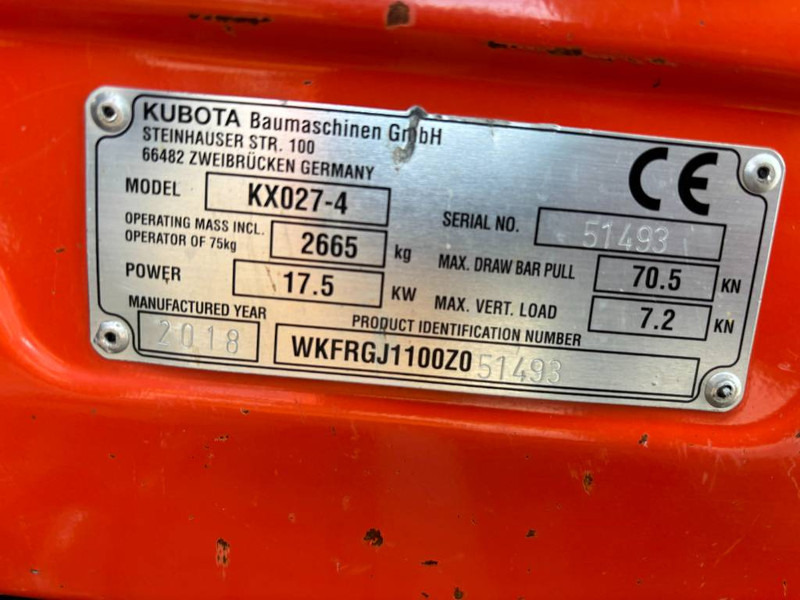 KUBOTA Baumaschinen GmbH
STEINHAUSER STR. 100
66482 ZWEIBRÜCKEN GERMANY
CE
MODEL KX027-4
SERIAL NO. 51493
OPERATING MASS INCL.
OPERATOR OF 75kg 2665 kg
MAX. DRAW BAR PULL 70.5 KN
POWER 17.5 KW
MAX. VERT. LOAD 7.2 KN
MANUFACTURED YEAR
2018
PRODUCT IDENTIFICATION NUMBER
WKFRGJ1100Z051493